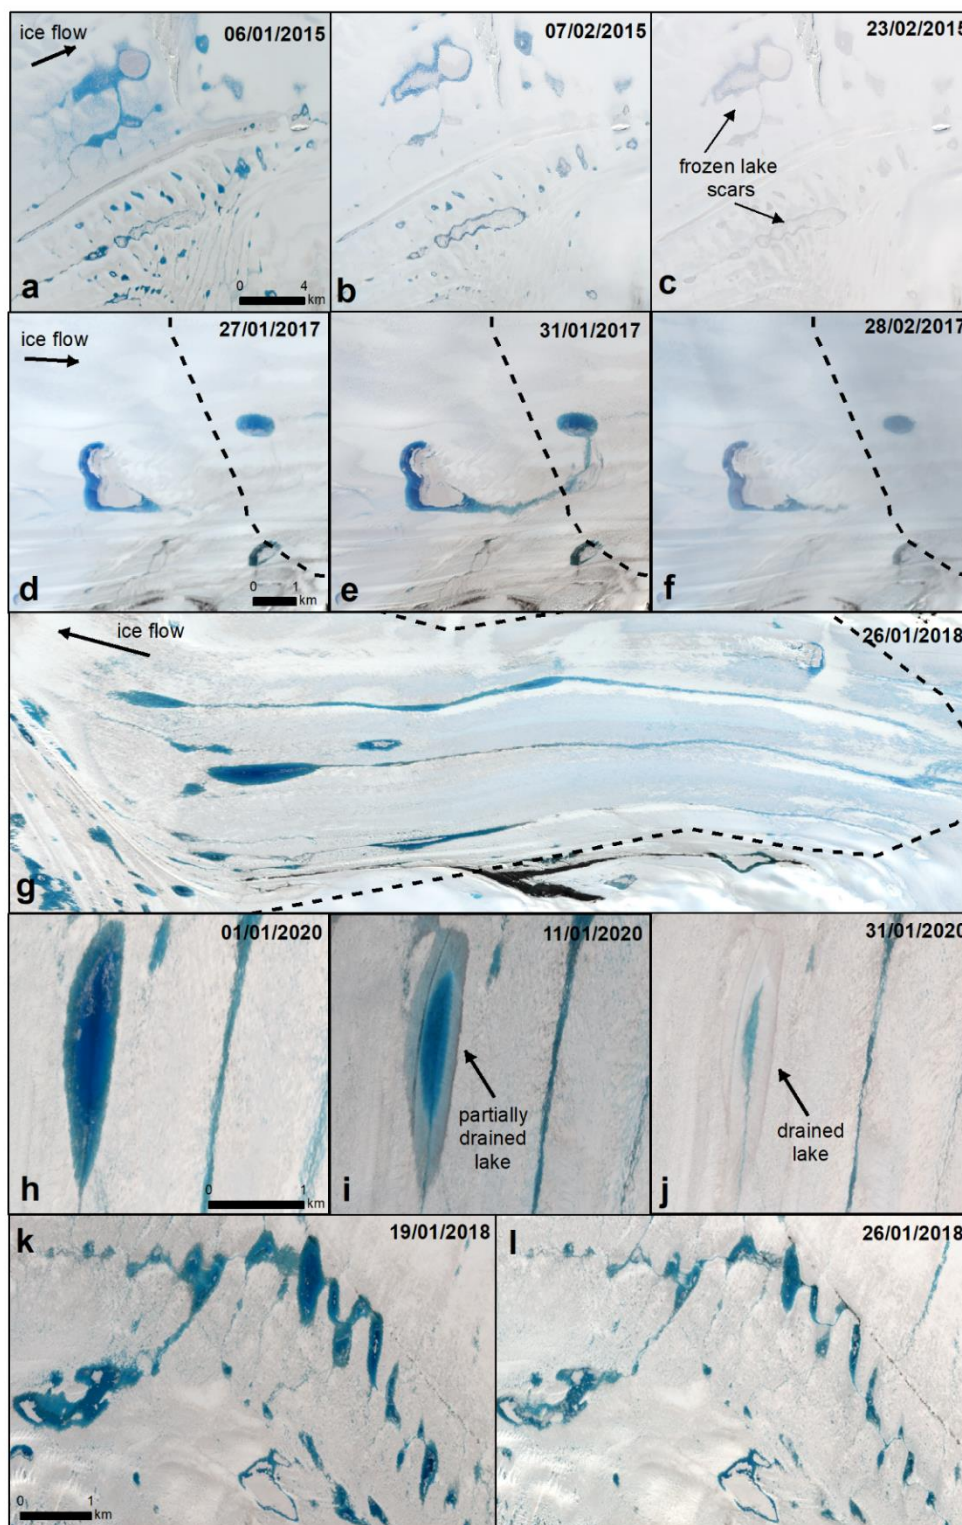 ice flow
06/01/2015
a
0 4
km
07/02/2015
b
23/02/2015
frozen lake
scars
c
ice flow
27/01/2017
d
0 1
km
31/01/2017
e
28/02/2017
f
ice flow
26/01/2018
g
01/01/2020
h
0 1
km
11/01/2020
partially
drained
lake
i
31/01/2020
drained
lake
j
k
19/01/2018
0 1
km
l
26/01/2018